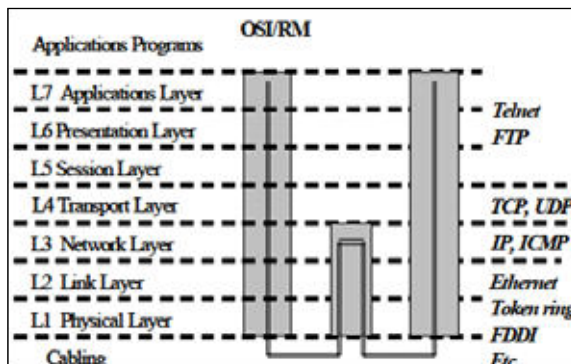 OSI/RM
Applications Programs
L7 Applications Layer
Telnet
L6 Presentation Layer
FTP
L5 Session Layer
L4 Transport Layer
TCP, UDP
L3 Network Layer
IP, ICMP
L2 Link Layer
Ethernet
L1 Physical Layer
Token ring
FDDI
Cabling
Etc